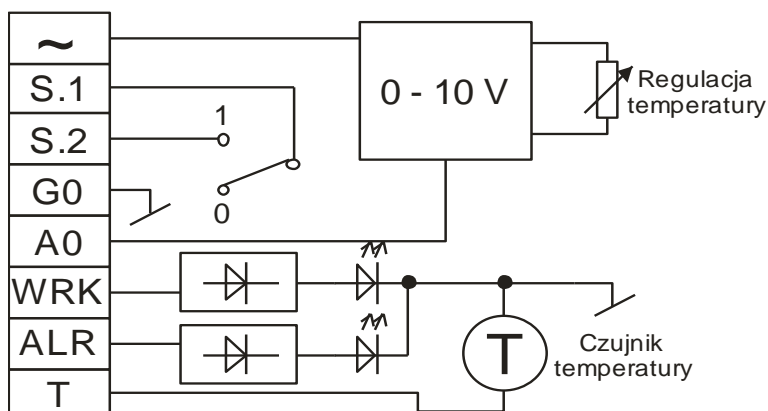 ~
S.1
S.2
G0
A0
WRK
ALR
T
1
0
0 - 10 V
Regulacja
temperatury
T
Czujnik
temperatury